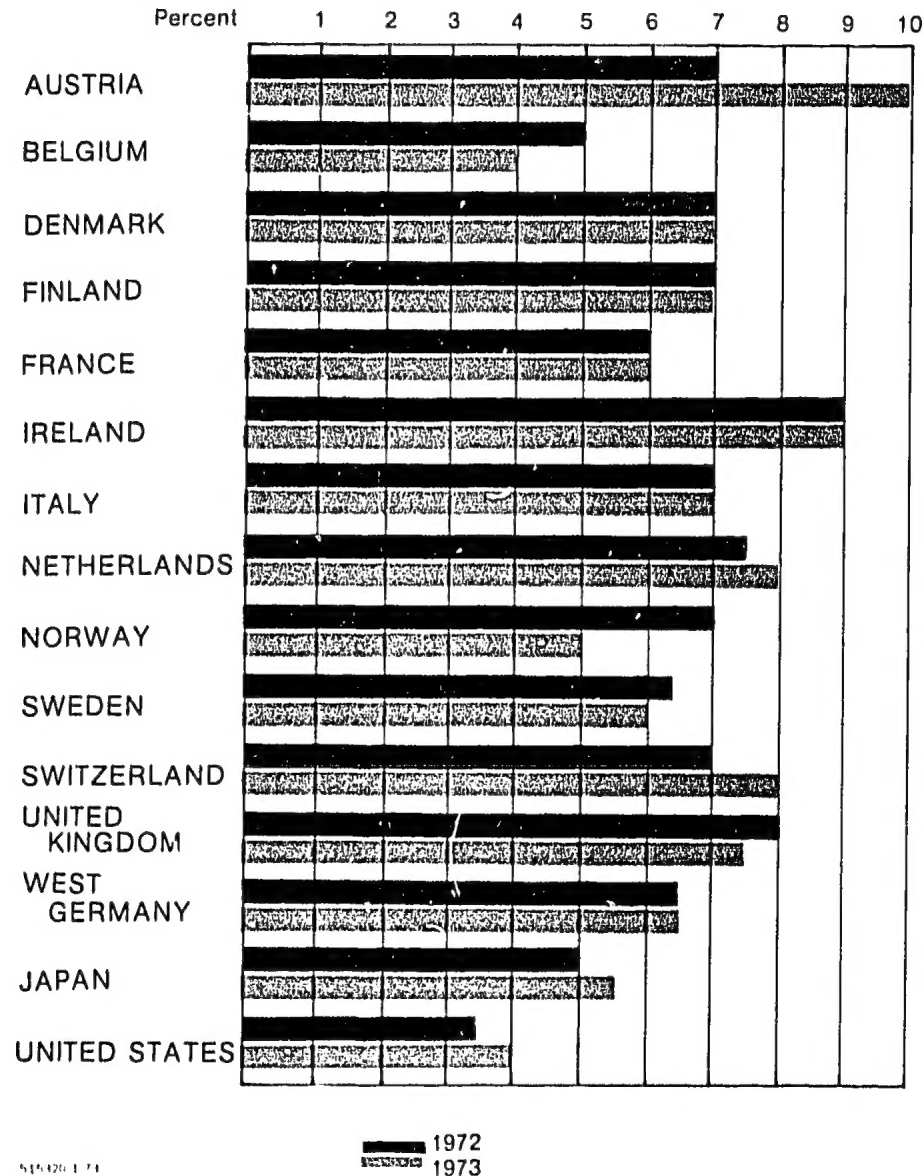 Percent 1 2 3 4 5 6 7 8 9 10
AUSTRIA
BELGIUM
DENMARK
FINLAND
FRANCE
IRELAND
ITALY
NETHERLANDS
NORWAY
SWEDEN
SWITZERLAND
UNITED
KINGDOM
WEST
GERMANY
JAPAN
UNITED STATES
1972
1973